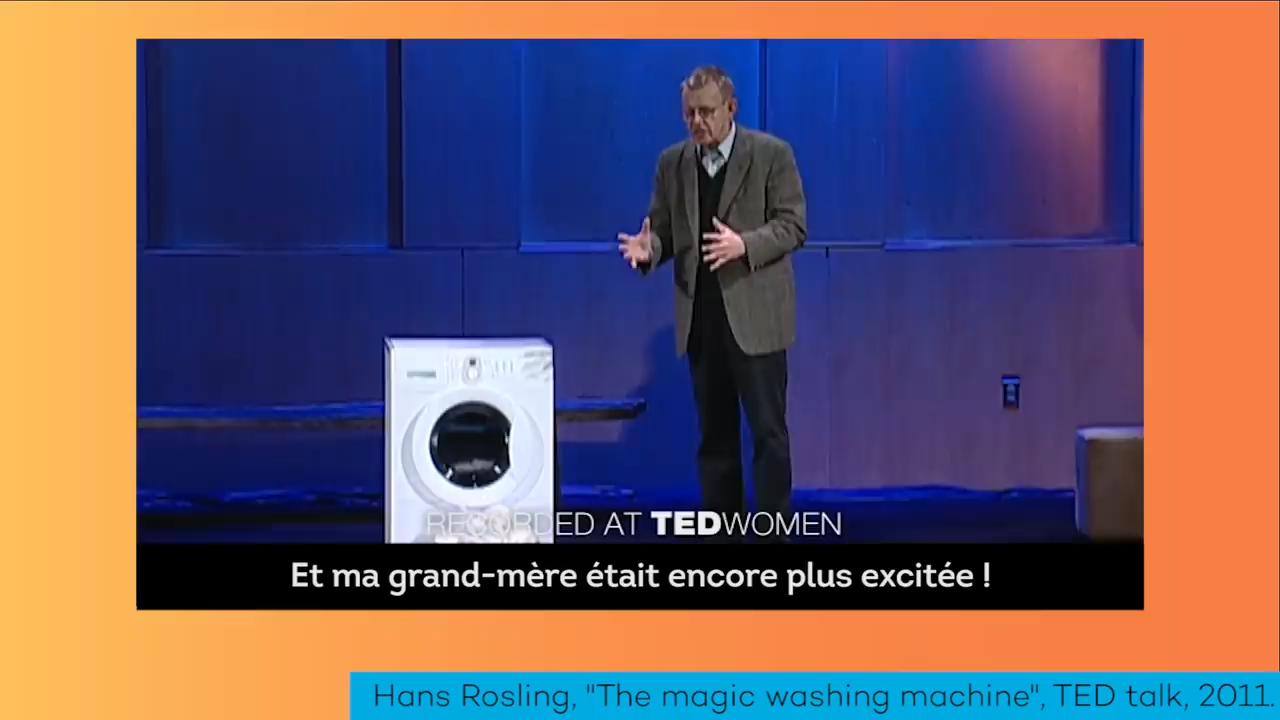 RECORDED AT TEDWOMEN
Et ma grand-mère était encore plus excitée !
Hans Rosling, "The magic washing machine", TED talk, 2011.